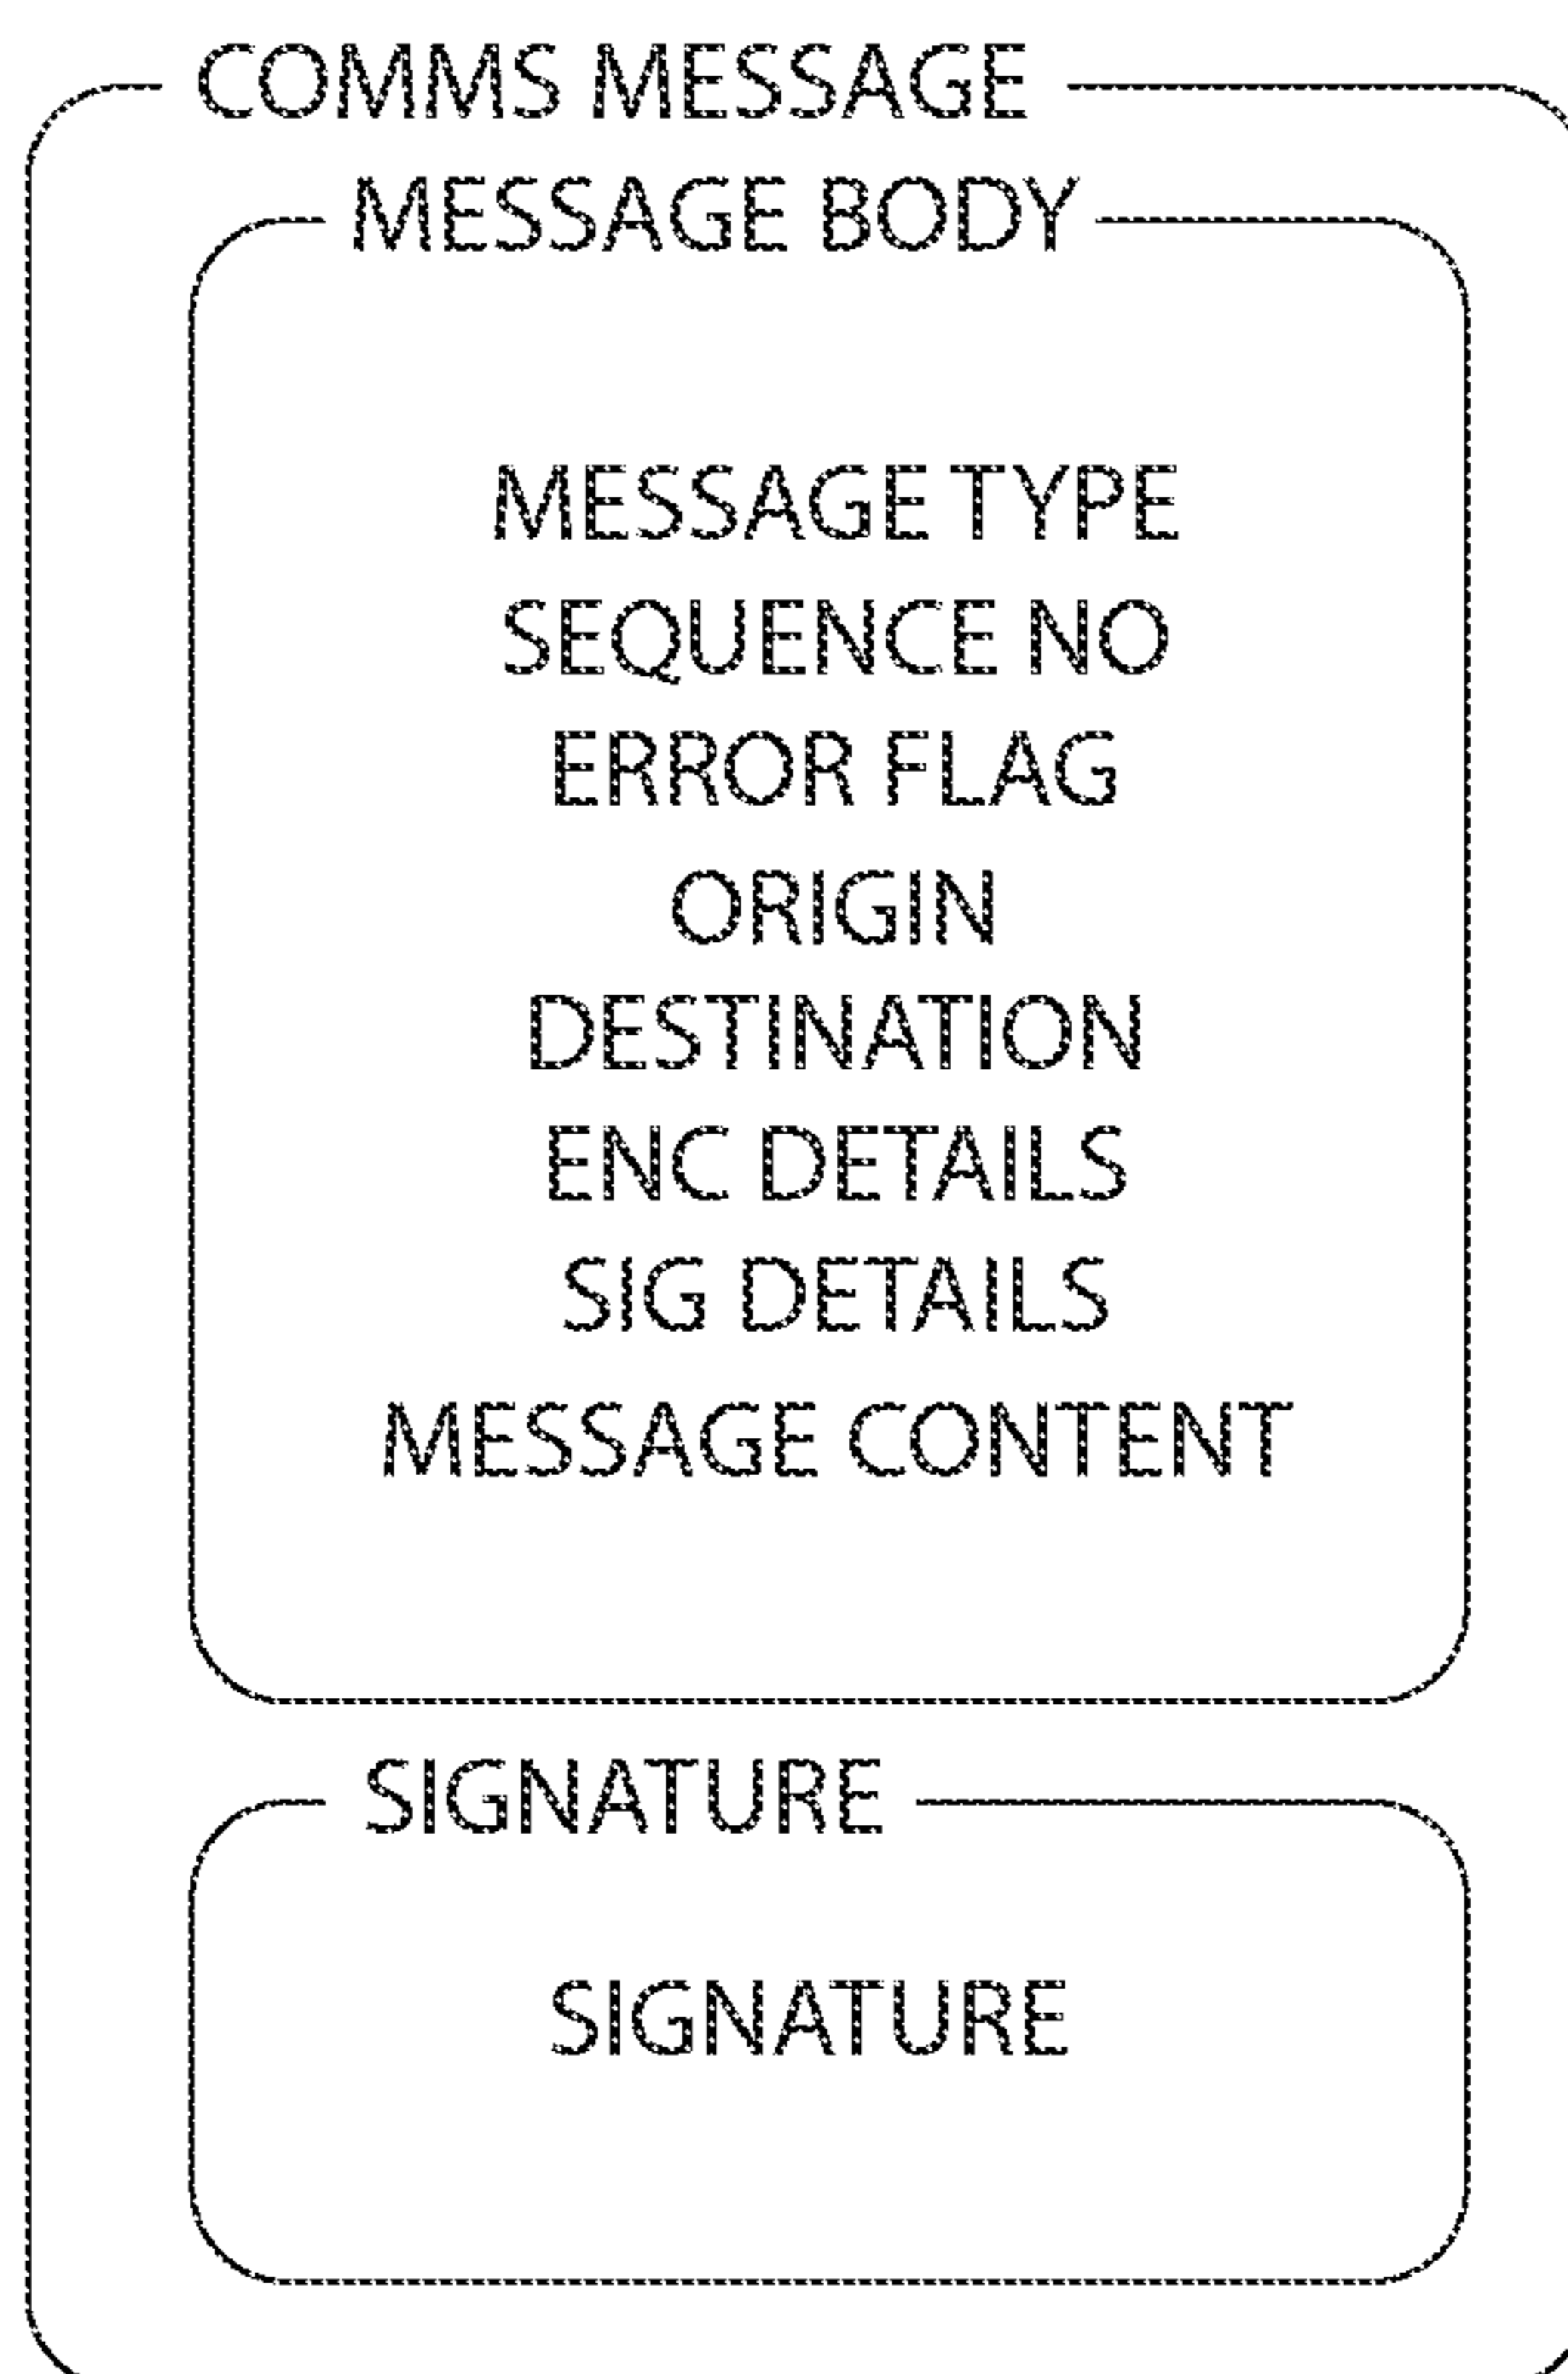 COMMS MESSAGE
MESSAGE BODY
MESSAGE TYPE
SEQUENCE NO
ERROR FLAG
ORIGIN
DESTINATION
ENC DETAILS
SIG DETAILS
MESSAGE CONTENT
SIGNATURE
SIGNATURE